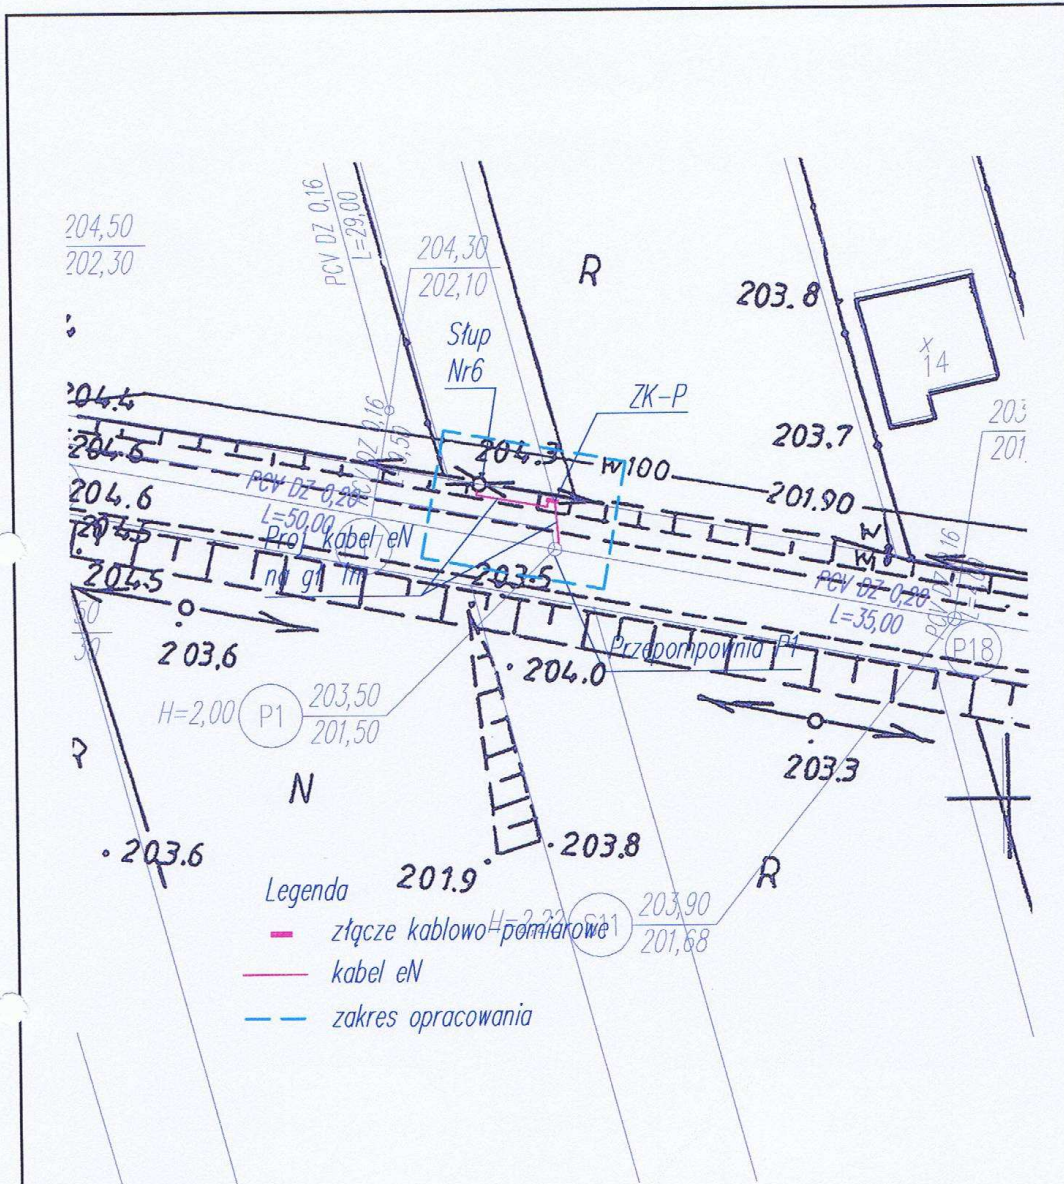 204,50
202,30
PCV DZ 0,16
L=29,00
204,30
202,10
Słup
Nr6
R
203.8
x
14
ZK-P
204.4
204.6
204.3
w100
203.7
201.90
204.6
PCV DZ 0,20
L=50,00
Proj kabel eN
204.5
203.5
w
PCV DZ 0,20
L=35,00
P18
203.6
204.0
Przepompownia P1
H=2,00
P1
203,50
201,50
203.3
N
203.6
201.9
203.8
R
Legenda
złącze kablowo pomiarowe
203,90
201,68
kabel eN
zakres opracowania